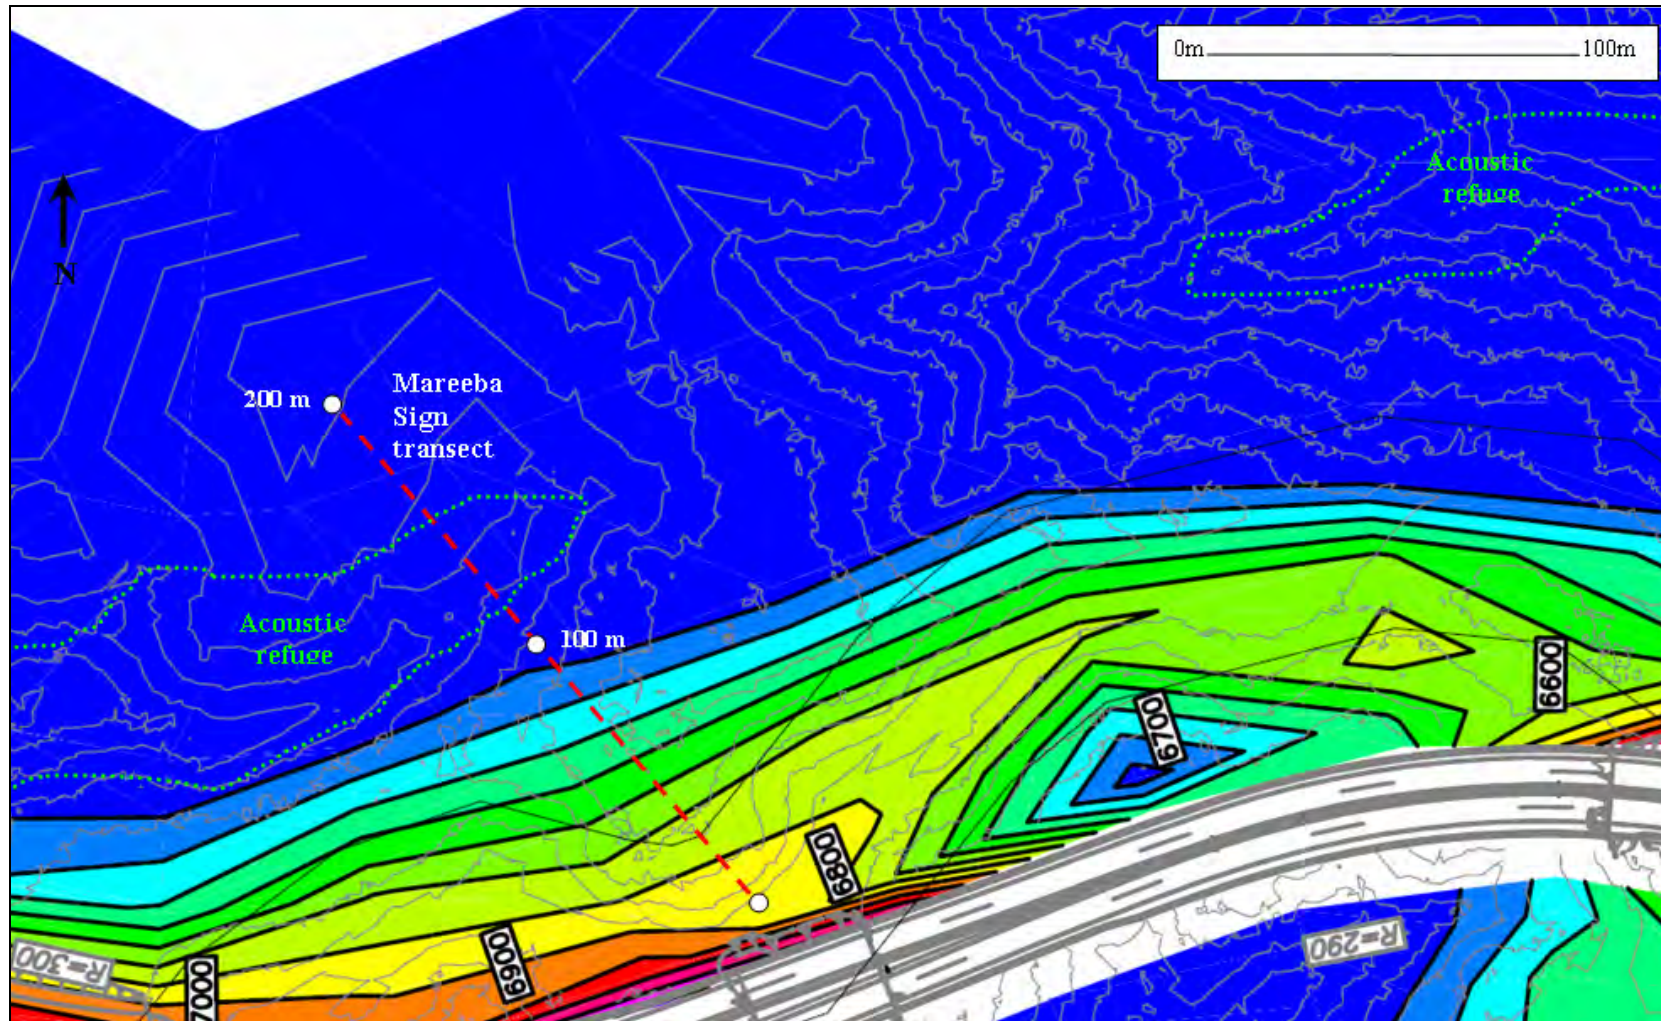 0m 100m
Acoustic
refuge
N
200 m
Mareeba
Sign
transect
Acoustic
refuge
100 m
6600
6700
6800
6900
7000
R=300
R=290